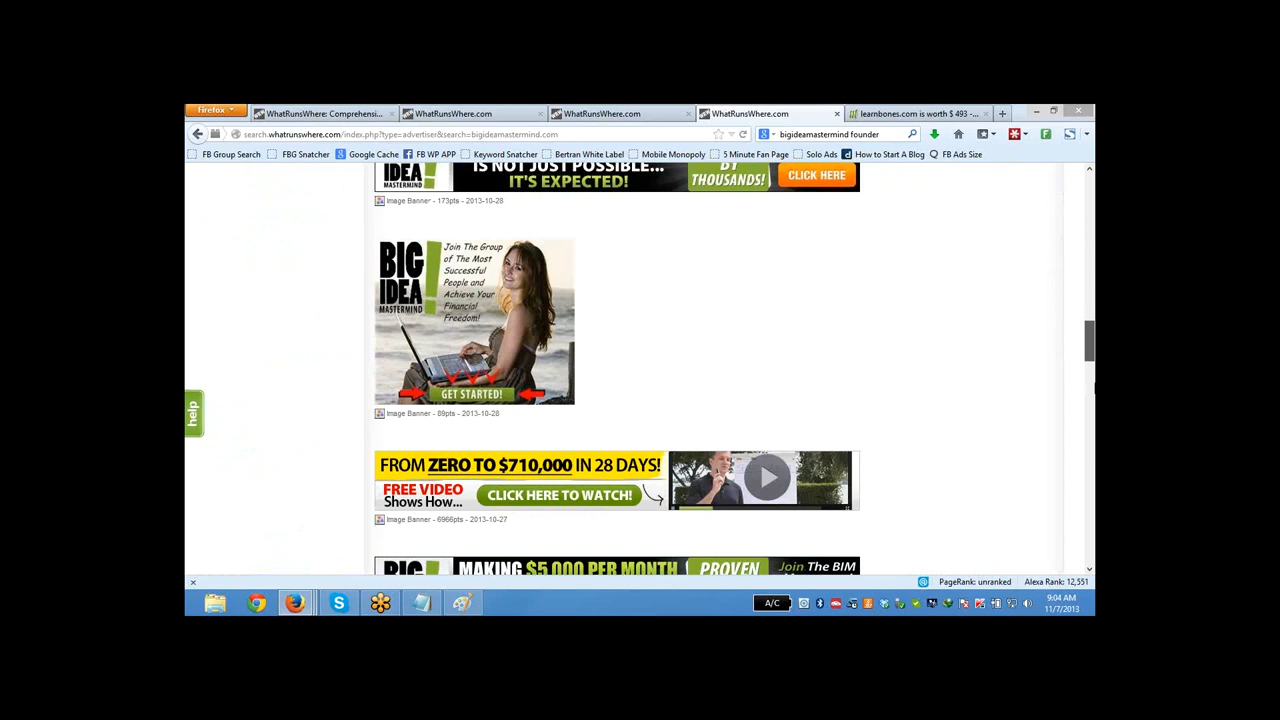 Firefox
WhatRunsWhere: Comprehensi...
WhatRunsWhere.com
WhatRunsWhere.com
WhatRunsWhere.com
learnbones.com is worth $ 493 -...
search.whatrunswhere.com/index.php?type=advertiser&search=bigideamastermind.com
bigideamastermind founder
FB Group Search
FBG Snatcher
Google Cache
FB WP APP
Keyword Snatcher
Bertran White Label
Mobile Monopoly
5 Minute Fan Page
Solo Ads
How to Start A Blog
FB Ads Size
IDEA
MASTERMIND
IS NOT JUST POSSIBLE...
IT'S EXPECTED!
BY
THOUSANDS!
CLICK HERE
Image Banner - 173pts - 2013-10-28
BIG
IDEA
MASTERMIND
Join The Group
of The Most
Successful
People and
Achieve Your
Financial
Freedom!
GET STARTED!
Image Banner - 89pts - 2013-10-28
help
FROM ZERO TO $710,000 IN 28 DAYS!
FREE VIDEO
Shows How...
CLICK HERE TO WATCH!
Image Banner - 6966pts - 2013-10-27
BIG
MAKING $5,000 PER MONTH
PROVEN
Join The BIM
PageRank: unranked
Alexa Rank: 12,551
A/C
9:04 AM
11/7/2013